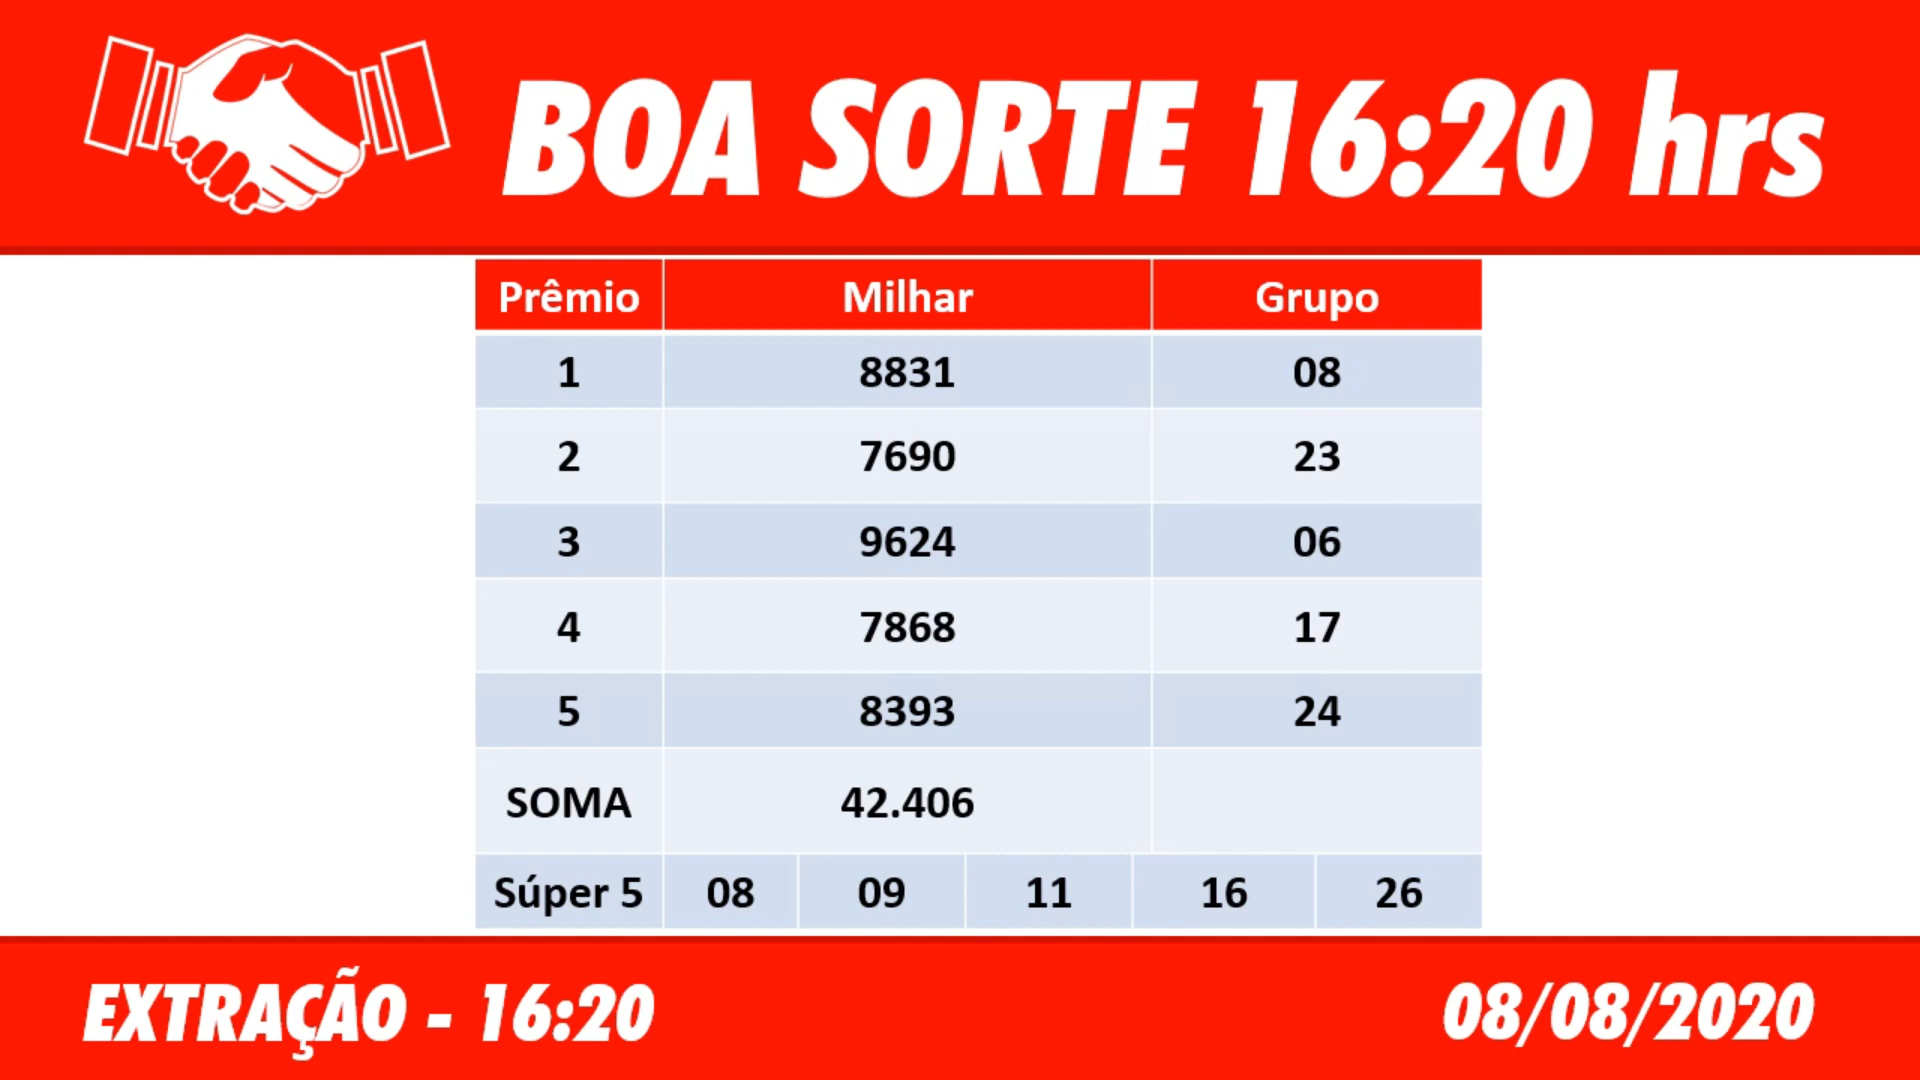 BOA SORTE 16:20 hrs
Prêmio Milhar Grupo
1 8831 08
2 7690 23
3 9624 06
4 7868 17
5 8393 24
SOMA 42.406
Súper 5 08 09 11 16 26
EXTRAÇÃO - 16:20 08/08/2020